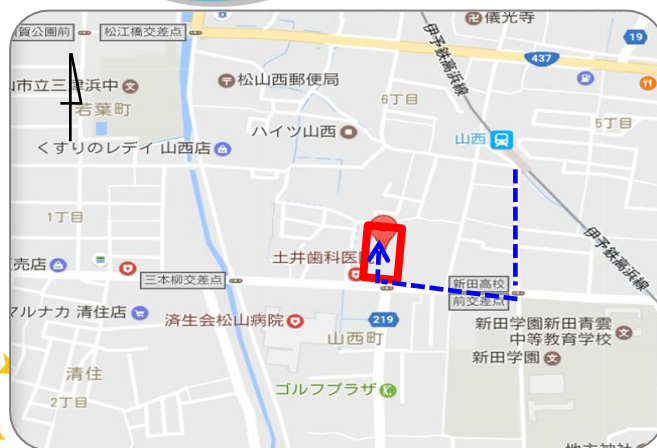 賀公園前
松江橋交差点
儀光寺
19
伊予鉄高浜線
437
市立三津浜中
若葉町
松山西郵便局
6丁目
5丁目
くすりのレデイ 山西店
ハイツ山西
山西
1丁目
土井歯科医院
伊予鉄高浜線
売店
三本柳交差点
新田高校
前交差点
マルナカ 清住店
済生会松山病院
219
山西町
新田学園新田青雲
中等教育学校
新田学園
清住
2丁目
ゴルフプラザ